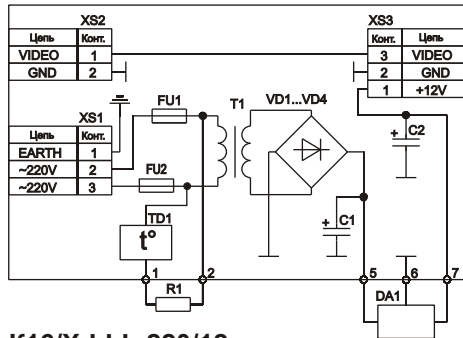 XS2
Цепь Конт.
VIDEO 1
GND 2
XS3
Цепь Конт.
3 VIDEO
2 GND
1 +12V
FU1
T1
VD1...VD4
+ C2
XS1
Цепь Конт.
EARTH 1
~220V 2
~220V 3
FU2
TD1
t°
+ C1
1
2
5
6
7
R1
DA1